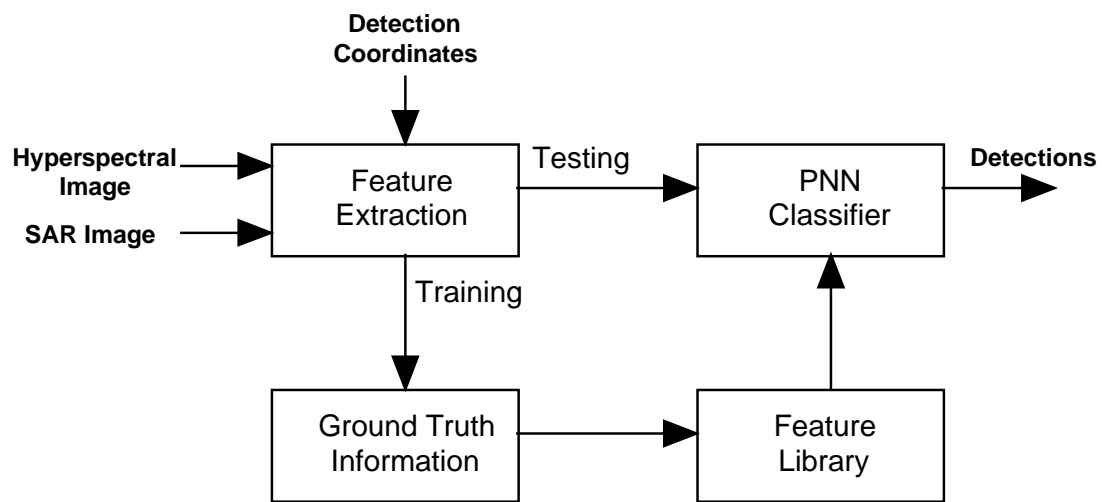 Detection
Coordinates
Hyperspectral
Image
SAR Image
Feature
Extraction
Testing
PNN
Classifier
Detections
Training
Ground Truth
Information
Feature
Library